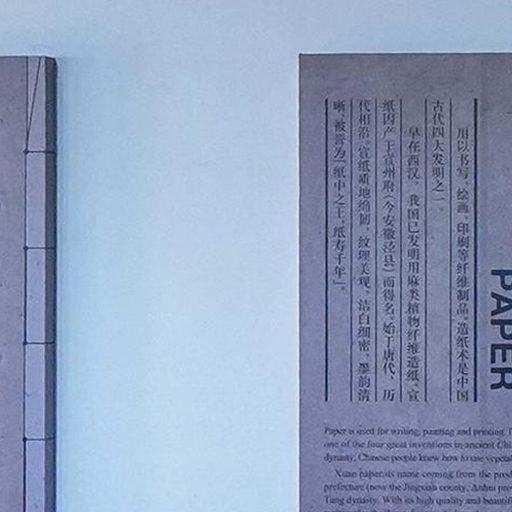 用以书写、绘画、印刷等纤维制品。造纸术是中国
古代四大发明之一。
早在西汉，我国已发明用麻类植物纤维造纸。宣
纸因产于宣州府（今安徽泾县）而得名。始于唐代，历
代相沿。宣纸质地绵韧、纹理美观、洁白细密、墨韵清
晰，被誉为「纸中之王，纸寿千年」。
PAPER
Paper is used for writing, painting and printing.
one of the four great inventions in ancient
dynasty, Chinese people knew how to use
Xuan paper, its name coming from the
prefecture (now the Jingxian county, Anhui
Tang dynasty. With its high quality and